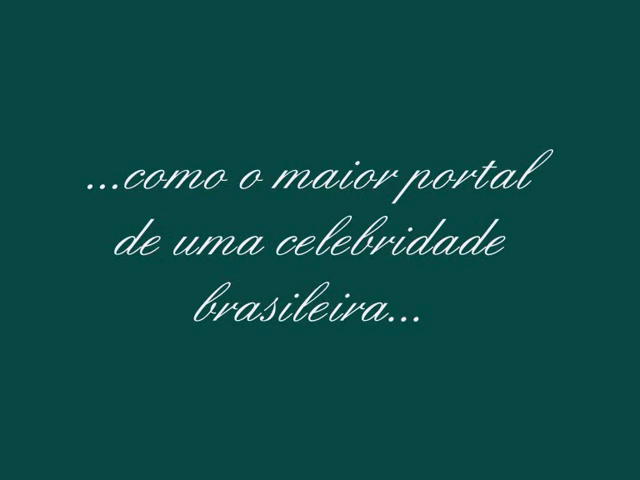 ...como o maior portal
de uma celebridade
brasileira...